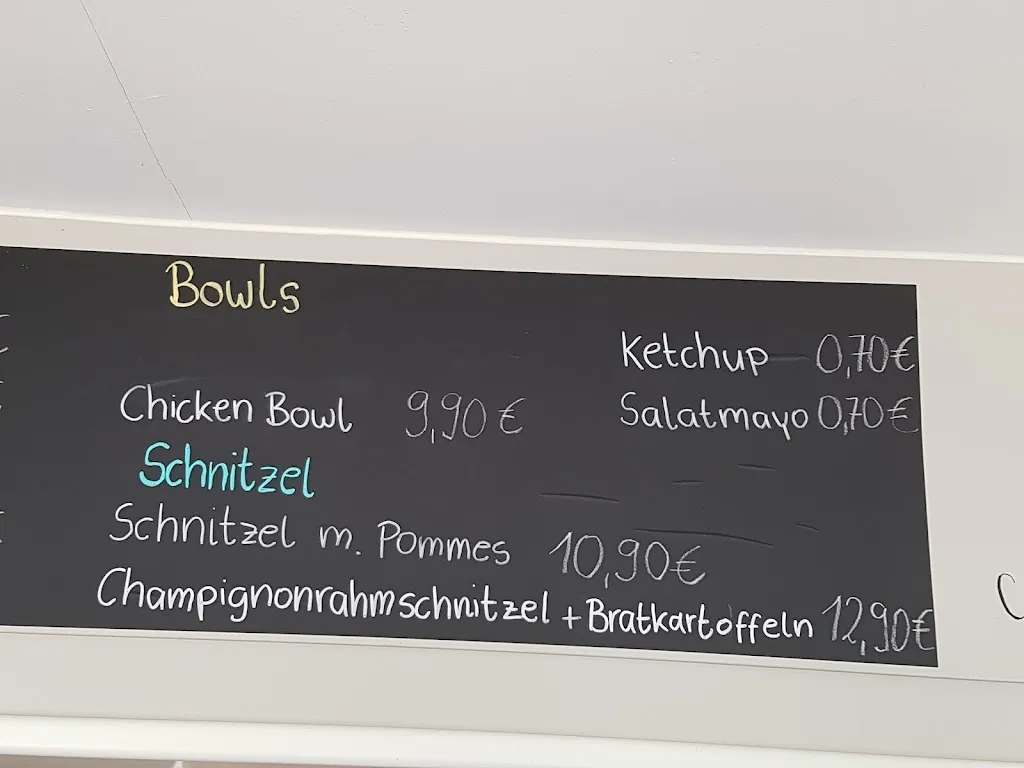 Bowls
Ketchup 0,70€
Chicken Bowl 9,90€
Salatmayo 0,70€
Schnitzel
Schnitzel m. Pommes 10,90€
Champignonrahmschnitzel + Bratkartoffeln 12,90€